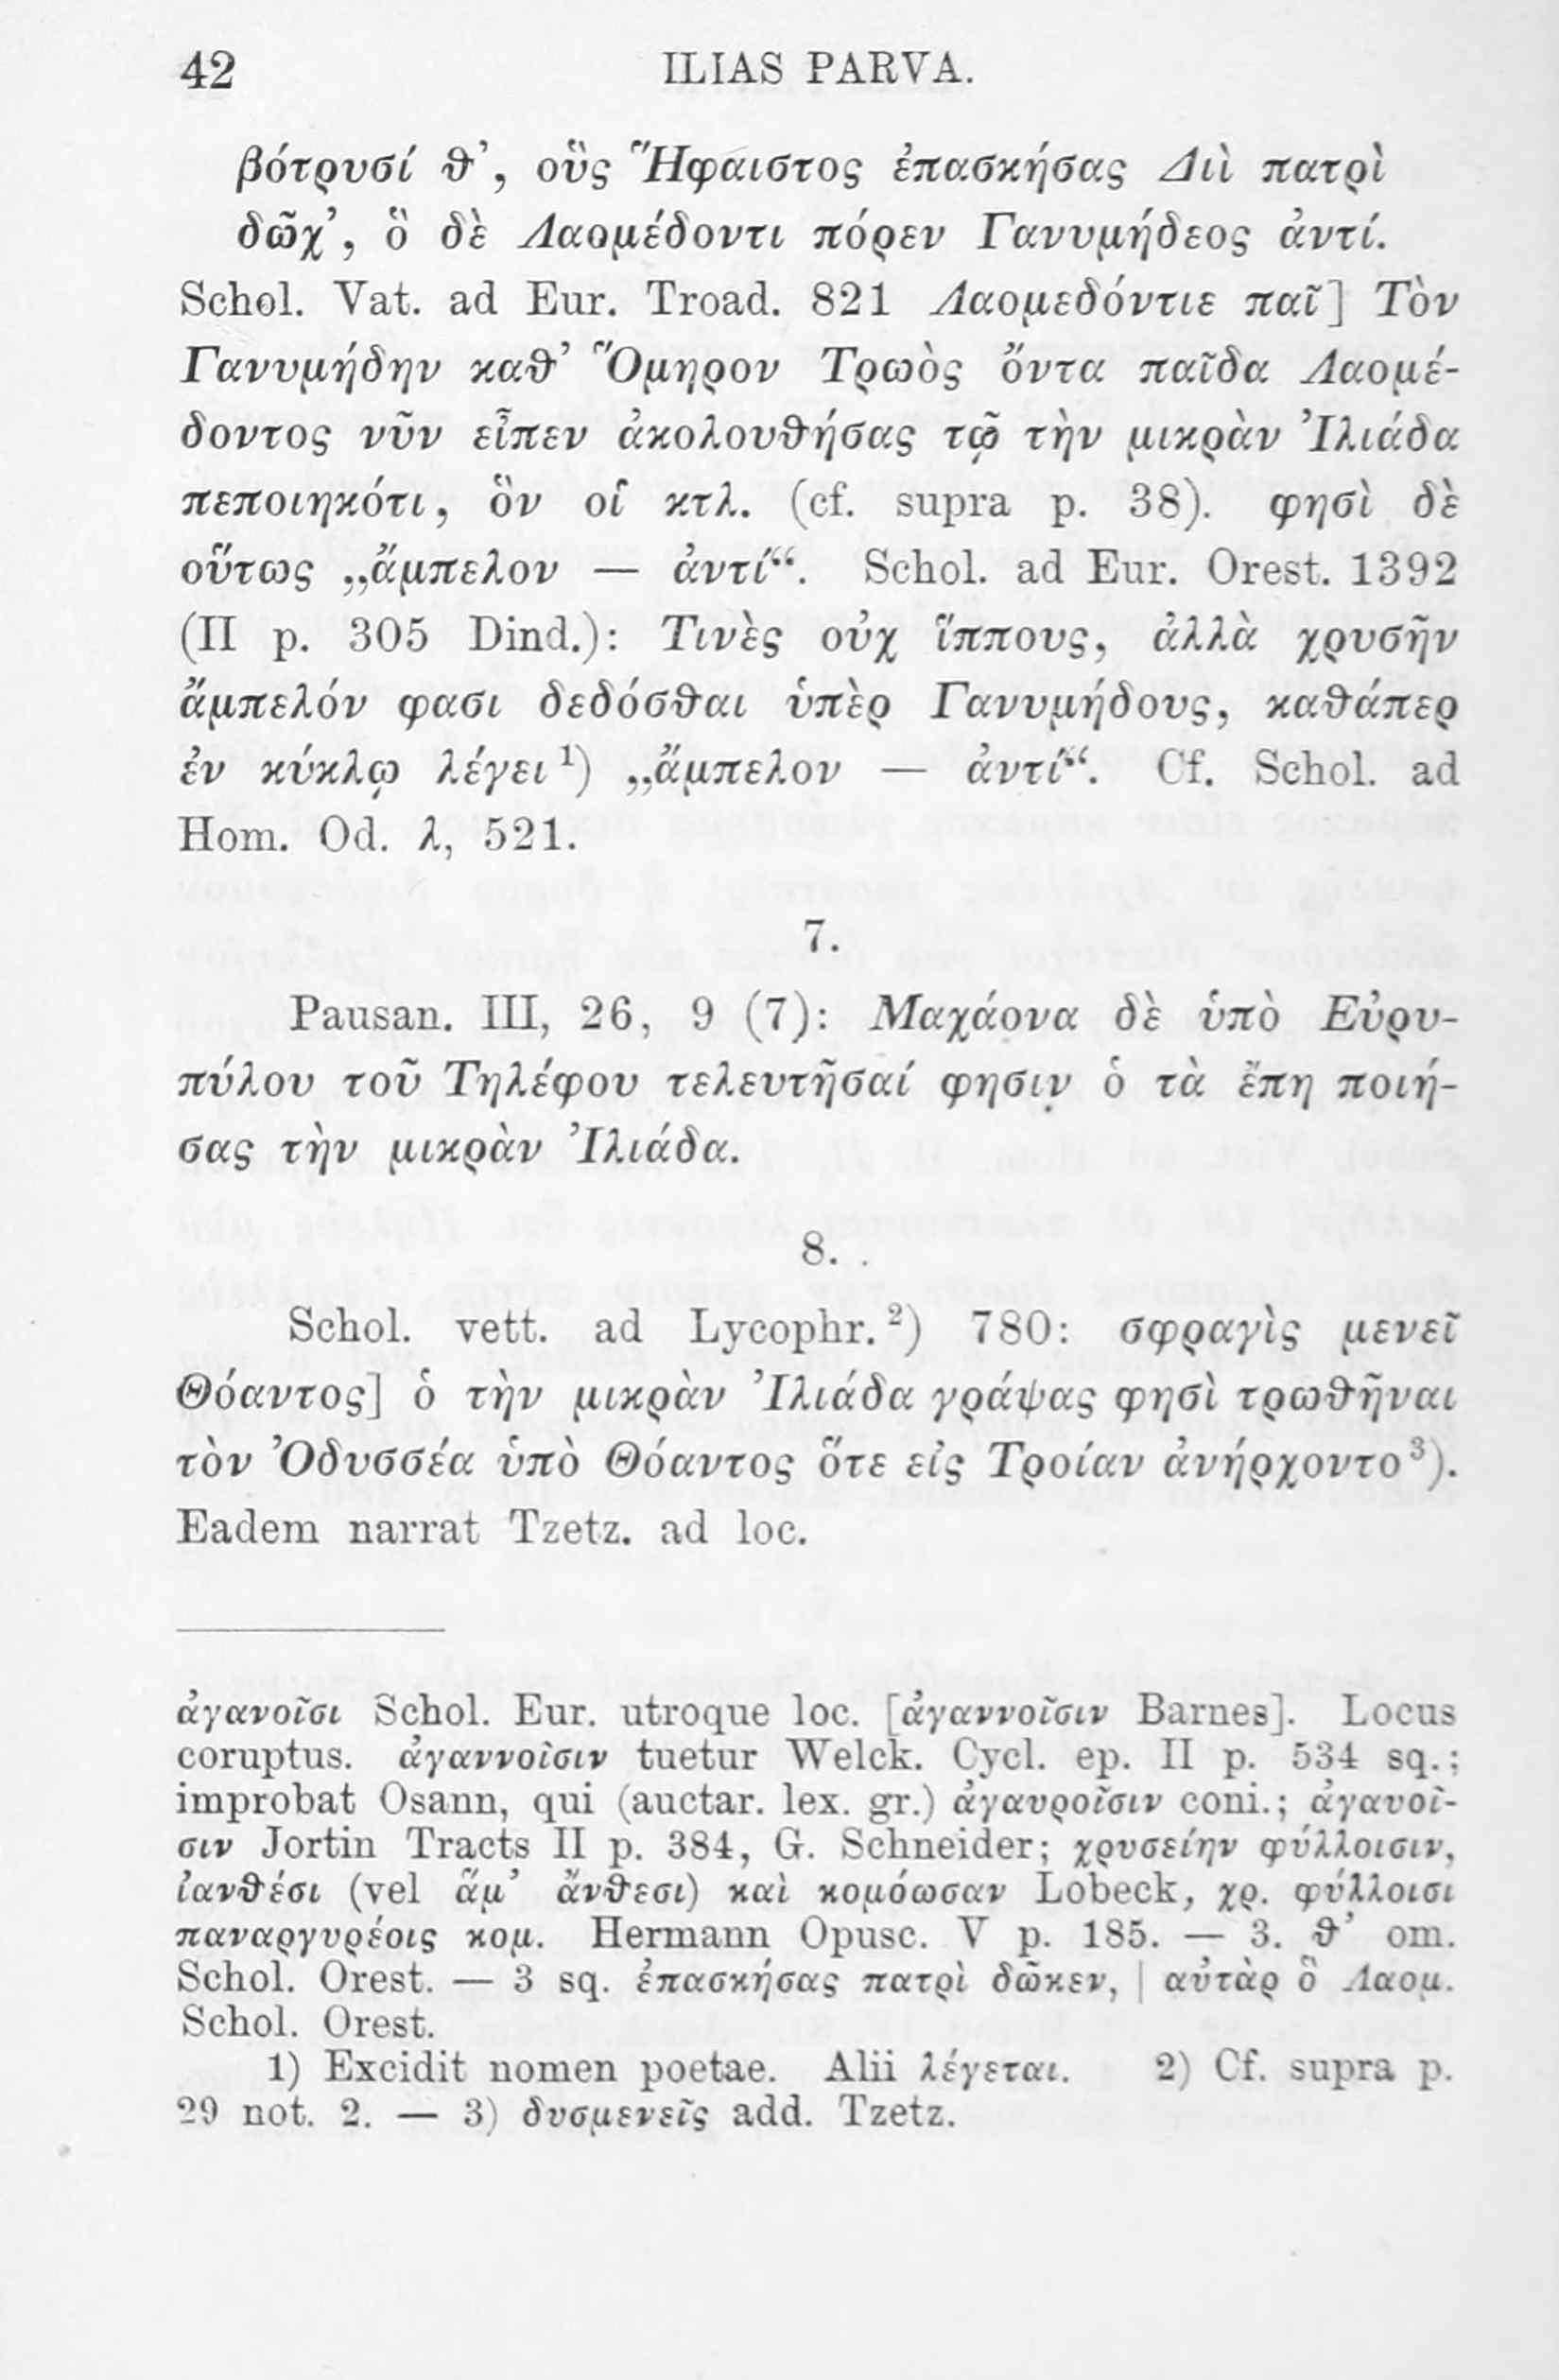 42 ILIAS PARVA.
βότρυσί ϑ’, οὓς Ἥφαιστος ἐπασκήσας Διὶ πατρὶ
δῶχ’, ὃ δὲ Λαομέδοντι πόρεν Γανυμήδεος ἀντί.
Schol. Vat. ad Eur. Troad. 821 Λαομεδόντιε παῖ] Τὸν
Γανυμήδην καϑ’ Ὅμηρον Τρωὸς ὄντα παῖδα Λαομέ-
δοντος νῦν εἶπεν ἀκολουϑήσας τῷ τὴν μικρὰν Ἰλιάδα
πεποιηκότι, ὃν οἵ κτλ. (cf. supra p. 38). φησὶ δὲ
οὕτως „ἄμπελον — ἀντί“. Schol. ad Eur. Orest. 1392
(II p. 305 Dind.): Τινὲς οὐχ ἵππους, ἀλλὰ χρυσῆν
ἄμπελόν φασι δεδόσϑαι ὑπὲρ Γανυμήδους, καϑάπερ
ἐν κύκλῳ λέγει ¹) „ἄμπελον — ἀντί“. Cf. Schol. ad
Hom. Od. λ, 521.
7.
Pausan. III, 26, 9 (7): Μαχάονα δὲ ὑπὸ Εὐρυ-
πύλου τοῦ Τηλέφου τελευτῆσαί φησιν ὁ τὰ ἔπη ποιή-
σας τὴν μικρὰν Ἰλιάδα.
8.
Schol. vett. ad Lycophr. ²) 780: σφραγὶς μενεῖ
Θόαντος] ὁ τὴν μικρὰν Ἰλιάδα γράψας φησὶ τρωϑῆναι
τὸν Ὀδυσσέα ὑπὸ Θόαντος ὅτε εἰς Τροίαν ἀνήρχοντο ³).
Eadem narrat Tzetz. ad loc.
ἀγανοῖσι Schol. Eur. utroque loc. [ἀγαννοῖσιν Barnes]. Locus
coruptus. ἀγαννοῖσιν tuetur Welck. Cycl. ep. II p. 534 sq.;
improbat Osann, qui (auctar. lex. gr.) ἀγαυροῖσιν coni.; ἀγαυοῖ-
σιν Jortin Tracts II p. 384, G. Schneider; χρυσείην φύλλοισιν,
ἰανϑέσι (vel ἅμ’ ἄνϑεσι) καὶ κομόωσαν Lobeck, χρ. φύλλοισι
παναργυρέοις κομ. Hermann Opusc. V p. 185. — 3. ϑ’ om.
Schol. Orest. — 3 sq. ἐπασκήσας πατρὶ δῶκεν, | αὐτὰρ ὃ Λαομ.
Schol. Orest.
1) Excidit nomen poetae. Alii λέγεται. 2) Cf. supra p.
29 not. 2. — 3) δυσμενεῖς add. Tzetz.